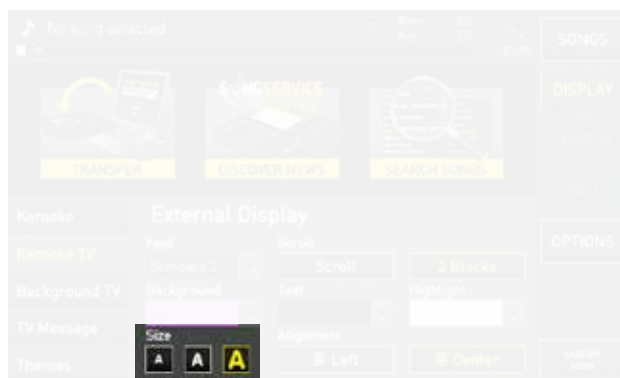 No song selected
SONGS
SONGSERVICE
DISPLAY
CHORDS
TRANSFER
DISCOVER NEWS
SEARCH SONGS
EDIT
Karaoke
External Display
OPTIONS
Font
Scroll
Karaoke TV
Standard 2
Scroll
2 Blocks
Background TV
Background
Text
Highlight
TV Message
Size
Alignment
Themes
A A A
Left
Center